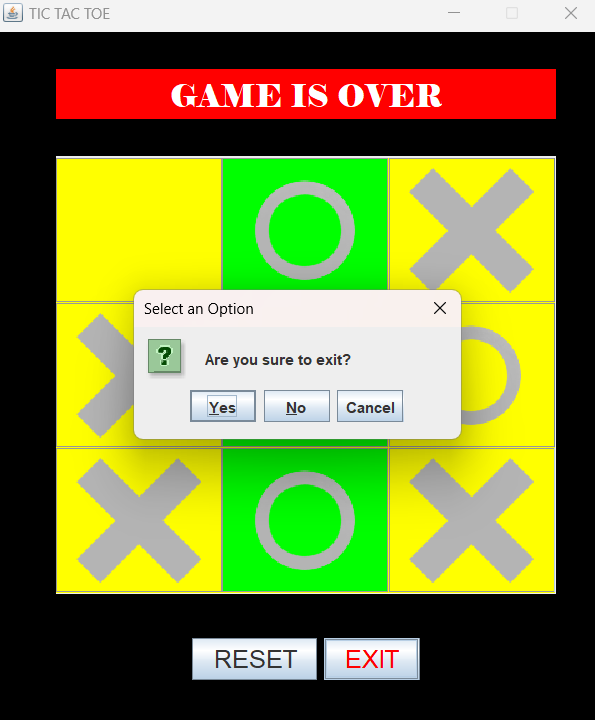 TIC TAC TOE
GAME IS OVER
Select an Option
?
Are you sure to exit?
Yes No Cancel
RESET EXIT